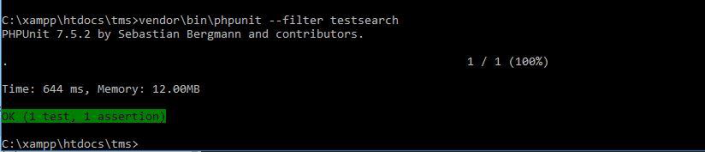 C:\xampp\htdocs\tms>vendor\bin\phpunit --filter testsearch
PHPUnit 7.5.2 by Sebastian Bergmann and contributors.
. 1 / 1 (100%)
Time: 644 ms, Memory: 12.00MB
OK (1 test, 1 assertion)
C:\xampp\htdocs\tms>